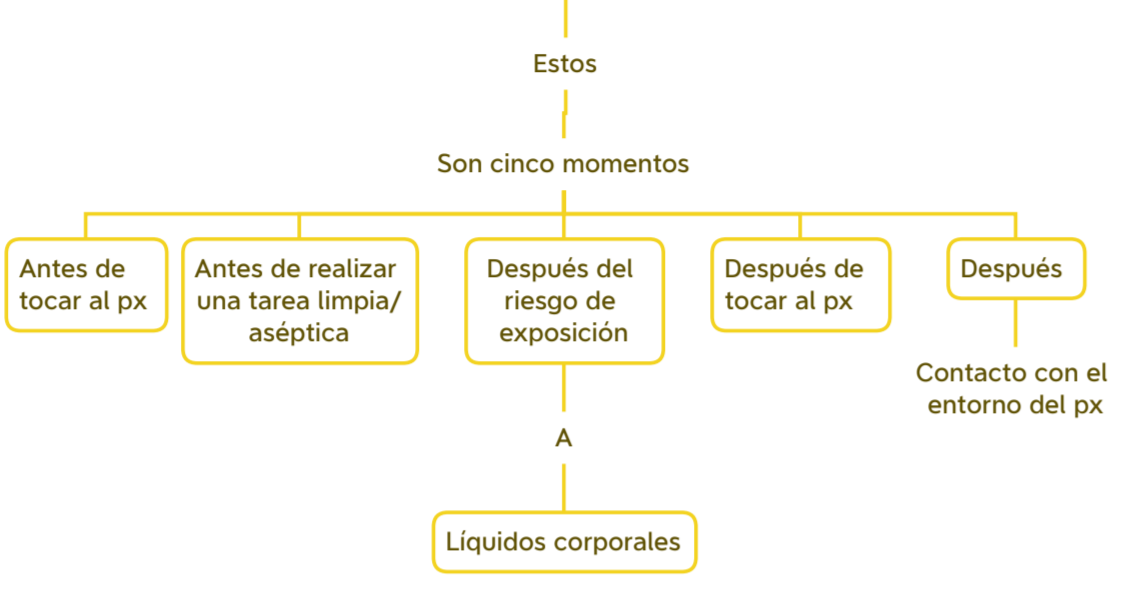 Estos
Son cinco momentos
Antes de
tocar al px
Antes de realizar
una tarea limpia/
aséptica
Después del
riesgo de
exposición
Después de
tocar al px
Después
Contacto con el
entorno del px
A
Líquidos corporales